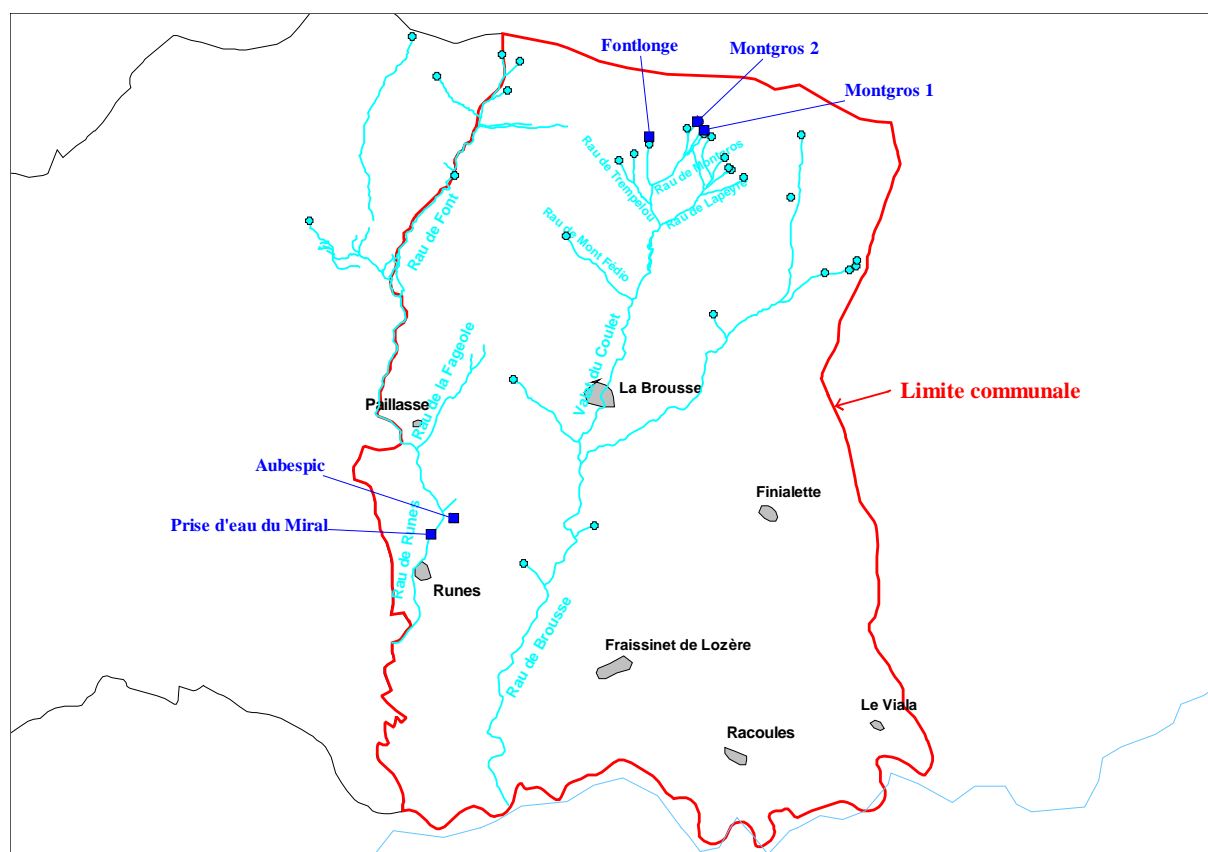 Fontlonge
Montgros 2
Montgros 1
Rau de Trempelou
Rau de Montgros
Rau de Lapeyre
Rau de Font
Rau de Mont Fédio
Valat du Coulet
Rau de la Fageole
La Brousse
Limite communale
Paillasse
Aubespic
Finialette
Prise d'eau du Miral
Rau de Runes
Runes
Rau de Brousse
Fraissinet de Lozère
Le Viala
Racoules